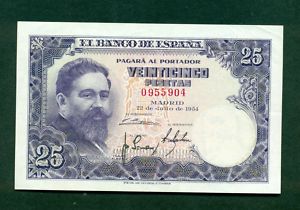 EL BANCO DE ESPAÑA
25
PAGARÁ AL PORTADOR
VEINTICINCO
PESETAS
0955904
MADRID
22 de Julio de 1954
25